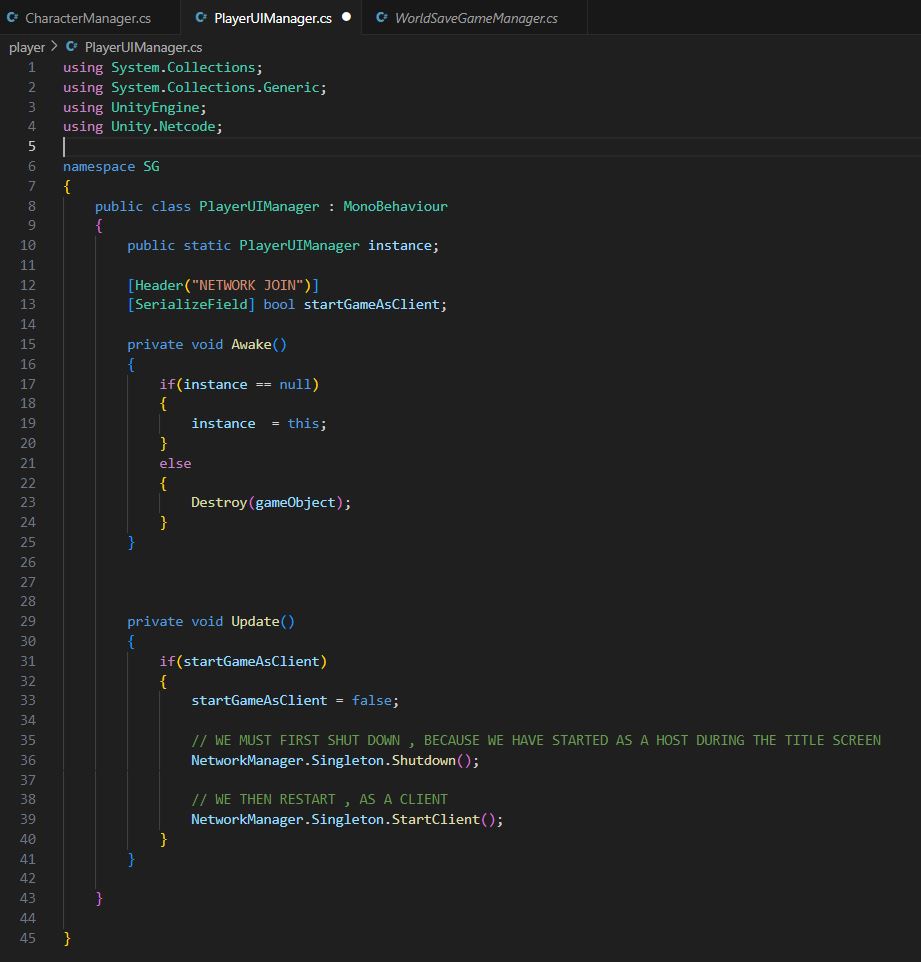 CharacterManager.cs PlayerUIManager.cs WorldSaveGameManager.cs
player > PlayerUIManager.cs
1 using System.Collections;
2 using System.Collections.Generic;
3 using UnityEngine;
4 using Unity.Netcode;
5
6 namespace SG
7 {
8     public class PlayerUIManager : MonoBehaviour
9     {
10         public static PlayerUIManager instance;
11
12         [Header("NETWORK JOIN")]
13         [SerializeField] bool startGameAsClient;
14
15         private void Awake()
16         {
17             if(instance == null)
18             {
19                 instance  = this;
20             }
21             else
22             {
23                 Destroy(gameObject);
24             }
25         }
26
27
28
29         private void Update()
30         {
31             if(startGameAsClient)
32             {
33                 startGameAsClient = false;
34
35                 // WE MUST FIRST SHUT DOWN , BECAUSE WE HAVE STARTED AS A HOST DURING THE TITLE SCREEN
36                 NetworkManager.Singleton.Shutdown();
37
38                 // WE THEN RESTART , AS A CLIENT
39                 NetworkManager.Singleton.StartClient();
40             }
41         }
42
43     }
44
45 }